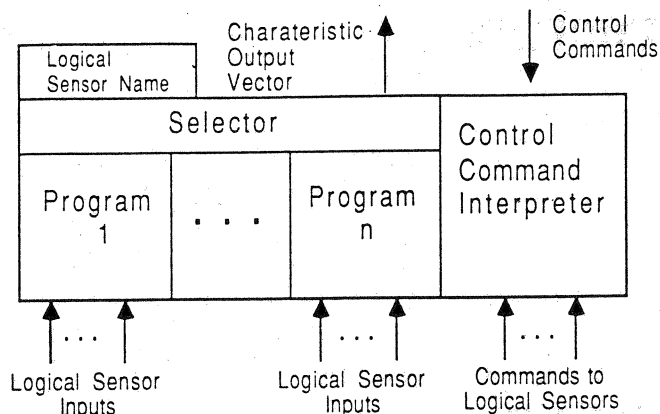 Logical
Sensor Name
Charateristic
Output
Vector
Control
Commands
Selector
Control
Command
Interpreter
Program
1
. . .
Program
n
. . .
. . .
. . .
Logical Sensor
Inputs
Logical Sensor
Inputs
Commands to
Logical Sensors